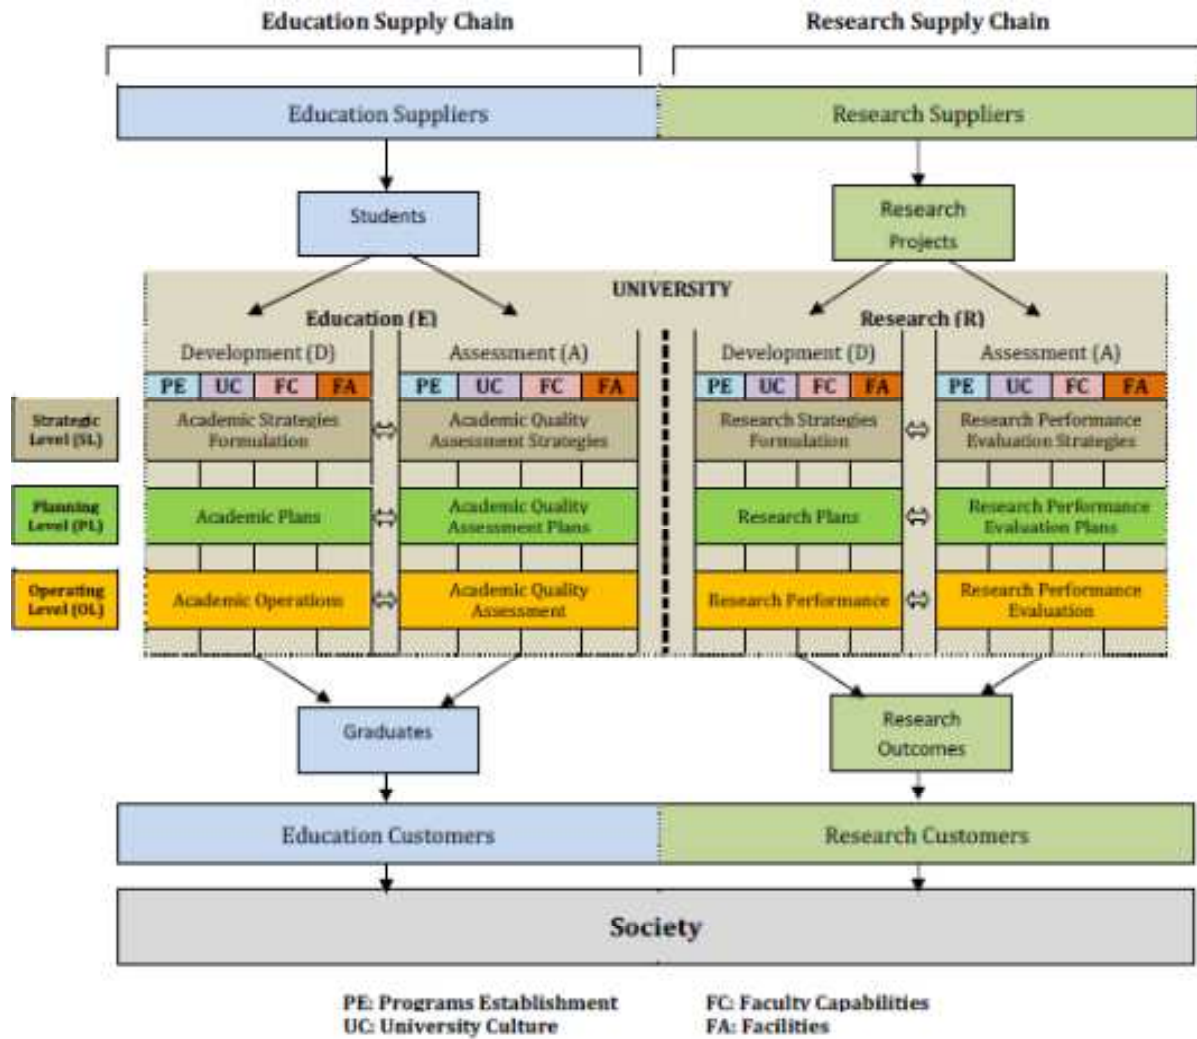 Education Supply Chain
Research Supply Chain
Education Suppliers
Research Suppliers
Students
Research
Projects
UNIVERSITY
Education (E)
Research (R)
Development (D)
Assessment (A)
Development (D)
Assessment (A)
PE UC FC FA
PE UC FC FA
PE UC FC FA
PE UC FC FA
Strategic
Level (SL)
Academic Strategies
Formulation
Academic Quality
Assessment Strategies
Research Strategies
Formulation
Research Performance
Evaluation Strategies
Planning
Level (PL)
Academic Plans
Academic Quality
Assessment Plans
Research Plans
Research Performance
Evaluation Plans
Operating
Level (OL)
Academic Operations
Academic Quality
Assessment
Research Performance
Research Performance
Evaluation
Graduates
Research
Outcomes
Education Customers
Research Customers
Society
PE: Programs Establishment
FC: Faculty Capabilities
UC: University Culture
FA: Facilities